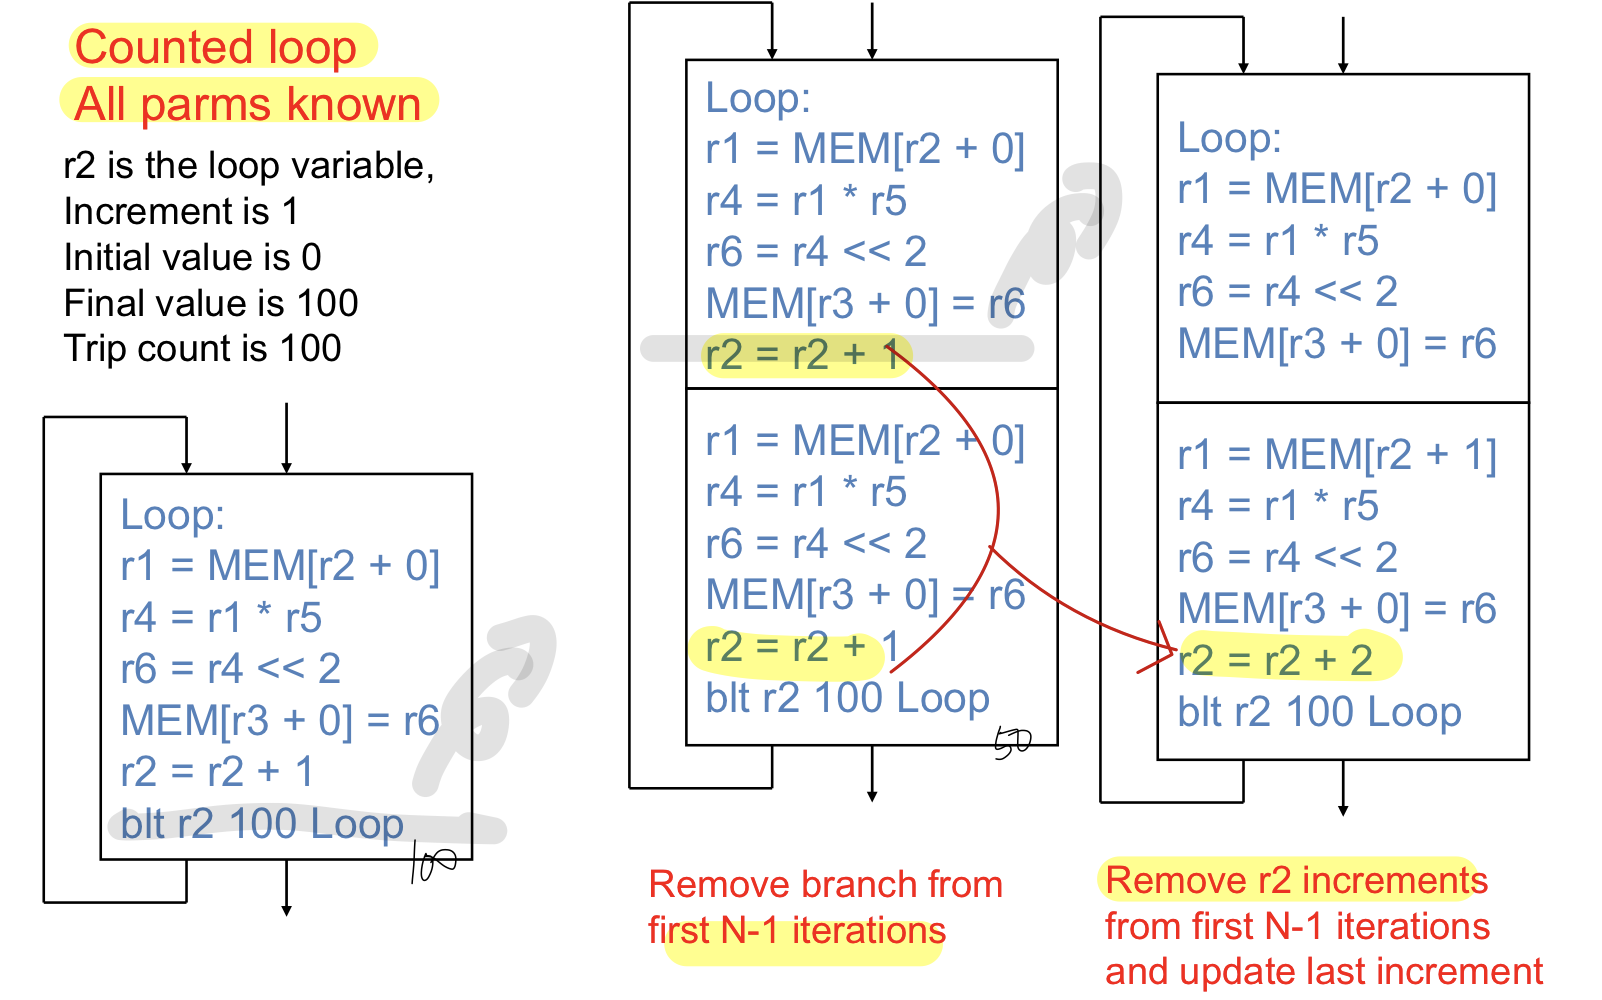 Counted loop
All parms known
r2 is the loop variable,
Increment is 1
Initial value is 0
Final value is 100
Trip count is 100
Loop:
r1 = MEM[r2 + 0]
r4 = r1 * r5
r6 = r4 << 2
MEM[r3 + 0] = r6
r2 = r2 + 1
blt r2 100 Loop
100
Loop:
r1 = MEM[r2 + 0]
r4 = r1 * r5
r6 = r4 << 2
MEM[r3 + 0] = r6
r2 = r2 + 1
r1 = MEM[r2 + 0]
r4 = r1 * r5
r6 = r4 << 2
MEM[r3 + 0] = r6
r2 = r2 + 1
blt r2 100 Loop
50
Remove branch from
first N-1 iterations
Loop:
r1 = MEM[r2 + 0]
r4 = r1 * r5
r6 = r4 << 2
MEM[r3 + 0] = r6
r1 = MEM[r2 + 1]
r4 = r1 * r5
r6 = r4 << 2
MEM[r3 + 0] = r6
r2 = r2 + 2
blt r2 100 Loop
Remove r2 increments
from first N-1 iterations
and update last increment